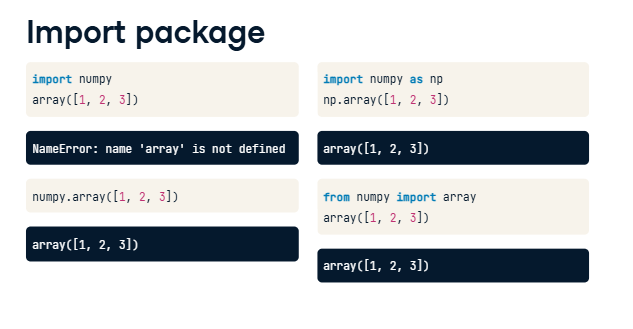 Import package
import numpy
array([1, 2, 3])
NameError: name 'array' is not defined
numpy.array([1, 2, 3])
array([1, 2, 3])
import numpy as np
np.array([1, 2, 3])
array([1, 2, 3])
from numpy import array
array([1, 2, 3])
array([1, 2, 3])